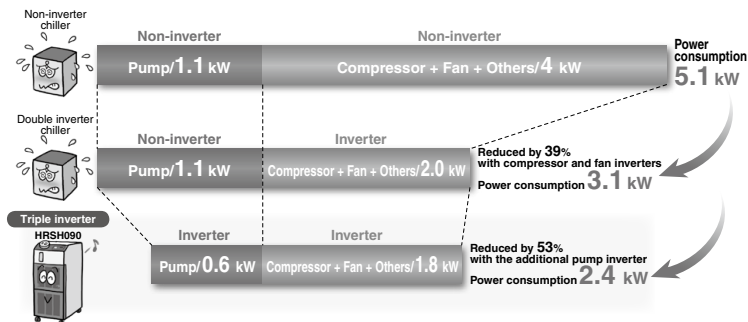 Non-inverter
chiller
Non-inverter
Non-inverter
Pump/1.1 kW
Compressor + Fan + Others/4 kW
Power
consumption
5.1 kW
Double inverter
chiller
Non-inverter
Inverter
Pump/1.1 kW
Compressor + Fan + Others/2.0 kW
Reduced by 39%
with compressor and fan inverters
Power consumption 3.1 kW
Triple inverter
HRSH090
Inverter
Inverter
Pump/0.6 kW
Compressor + Fan + Others/1.8 kW
Reduced by 53%
with the additional pump inverter
Power consumption 2.4 kW